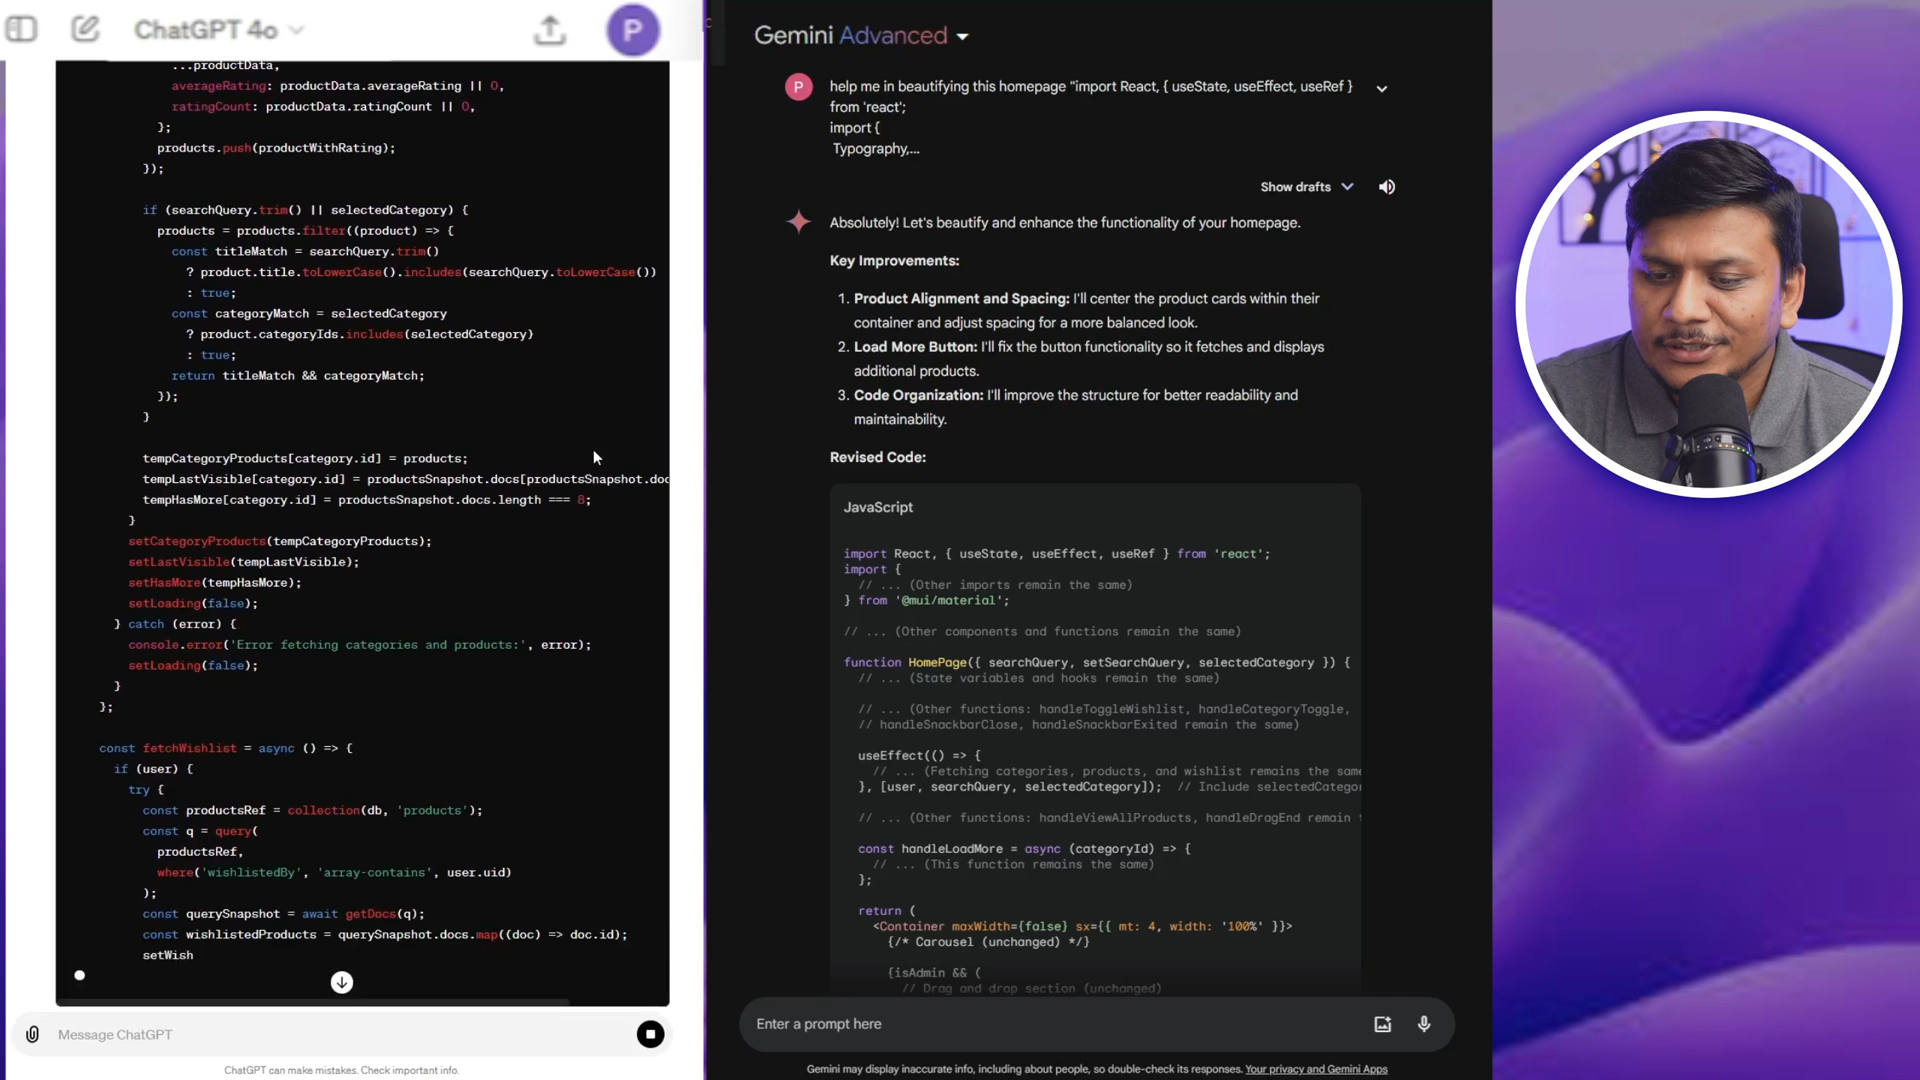 ChatGPT 4o
P
...productData,
averageRating: productData.averageRating || 0,
ratingCount: productData.ratingCount || 0,
};
products.push(productWithRating);
});
if (searchQuery.trim() || selectedCategory) {
products = products.filter((product) => {
const titleMatch = searchQuery.trim()
? product.title.toLowerCase().includes(searchQuery.toLowerCase())
: true;
const categoryMatch = selectedCategory
? product.categoryIds.includes(selectedCategory)
: true;
return titleMatch && categoryMatch;
});
}
tempCategoryProducts[category.id] = products;
tempLastVisible[category.id] = productsSnapshot.docs[productsSnapshot.doc
tempHasMore[category.id] = productsSnapshot.docs.length === 8;
}
setCategoryProducts(tempCategoryProducts);
setLastVisible(tempLastVisible);
setHasMore(tempHasMore);
setLoading(false);
} catch (error) {
console.error('Error fetching categories and products:', error);
setLoading(false);
}
};
const fetchWishlist = async () => {
if (user) {
try {
const productsRef = collection(db, 'products');
const q = query(
productsRef,
where('wishlistedBy', 'array-contains', user.uid)
);
const querySnapshot = await getDocs(q);
const wishlistedProducts = querySnapshot.docs.map((doc) => doc.id);
setWish
Message ChatGPT
ChatGPT can make mistakes. Check important info.
Gemini Advanced
P
help me in beautifying this homepage "import React, { useState, useEffect, useRef }
from 'react';
import {
Typography,...
Show drafts
Absolutely! Let's beautify and enhance the functionality of your homepage.
Key Improvements:
1. Product Alignment and Spacing: I'll center the product cards within their
container and adjust spacing for a more balanced look.
2. Load More Button: I'll fix the button functionality so it fetches and displays
additional products.
3. Code Organization: I'll improve the structure for better readability and
maintainability.
Revised Code:
JavaScript
import React, { useState, useEffect, useRef } from 'react';
import {
// ... (Other imports remain the same)
} from '@mui/material';
// ... (Other components and functions remain the same)
function HomePage({ searchQuery, setSearchQuery, selectedCategory }) {
// ... (State variables and hooks remain the same)
// ... (Other functions: handleToggleWishlist, handleCategoryToggle,
// handleSnackbarClose, handleSnackbarExited remain the same)
useEffect(() => {
// ... (Fetching categories, products, and wishlist remains the same
}, [user, searchQuery, selectedCategory]); // Include selectedCategor
// ... (Other functions: handleViewAllProducts, handleDragEnd remain t
const handleLoadMore = async (categoryId) => {
// ... (This function remains the same)
};
return (
<Container maxWidth={false} sx={{ mt: 4, width: '100%' }}>
{/* Carousel (unchanged) */}
{isAdmin && (
// Drag and drop section (unchanged)
Enter a prompt here
Gemini may display inaccurate info, including about people, so double-check its responses. Your privacy and Gemini Apps